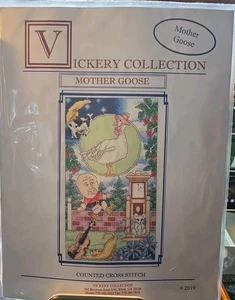 Mother
Goose
VICKERY COLLECTION
MOTHER GOOSE
COUNTED CROSS STITCH
VICKERY COLLECTION
# 2019